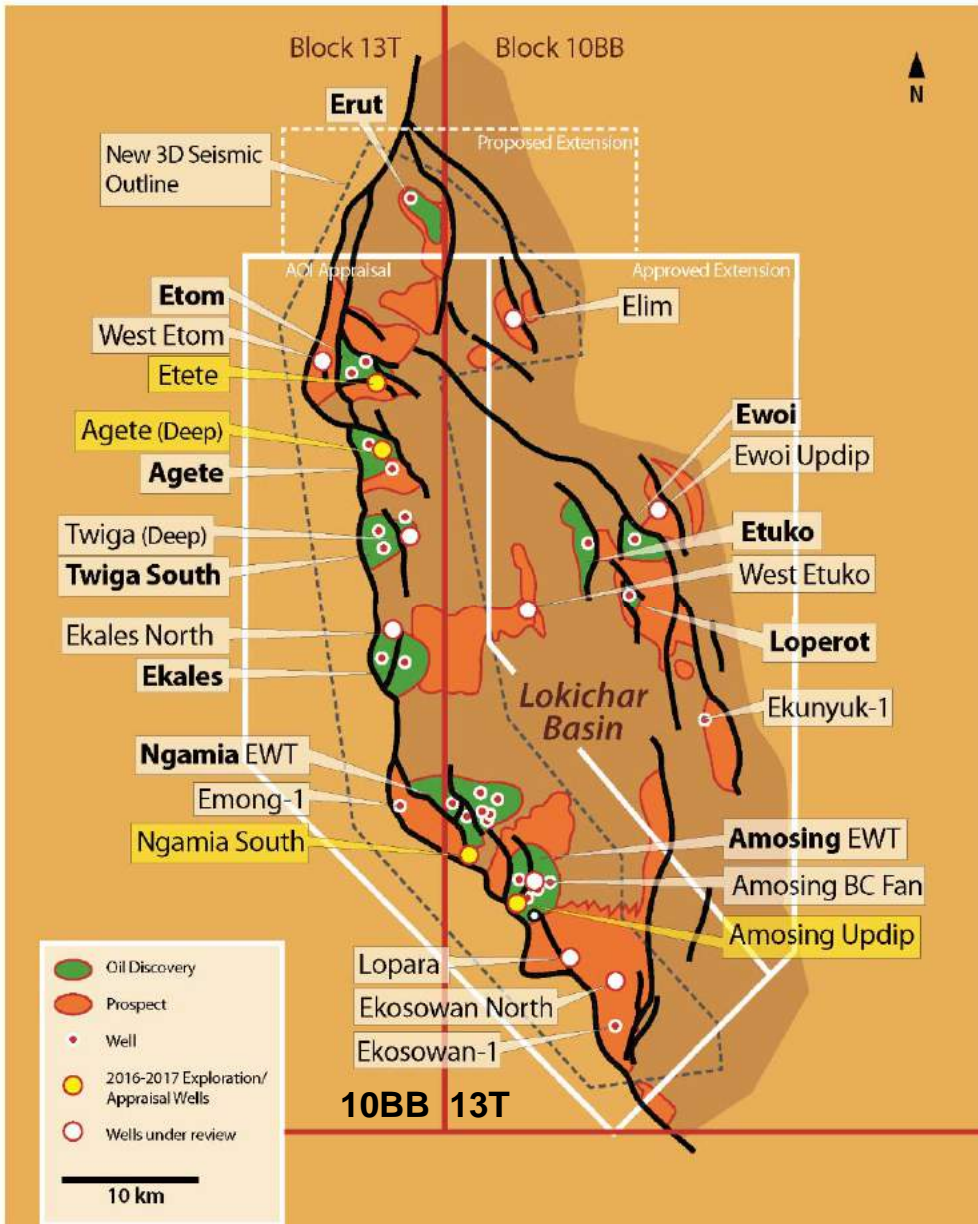 Block 13T
Block 10BB
N
Erut
New 3D Seismic
Outline
Proposed Extension
AOI Appraisal
Approved Extension
Etom
West Etom
Etete
Elim
Agete (Deep)
Agete
Ewoi
Ewoi Updip
Twiga (Deep)
Twiga South
Etuko
West Etuko
Ekales North
Ekales
Loperot
Lokichar
Basin
Ekunyuk-1
Ngamia EWT
Emong-1
Ngamia South
Amosing EWT
Amosing BC Fan
Amosing Updip
Lopara
Ekosowan North
Ekosowan-1
Oil Discovery
Prospect
Well
2016-2017 Exploration/
Appraisal Wells
Wells under review
10 km
10BB 13T